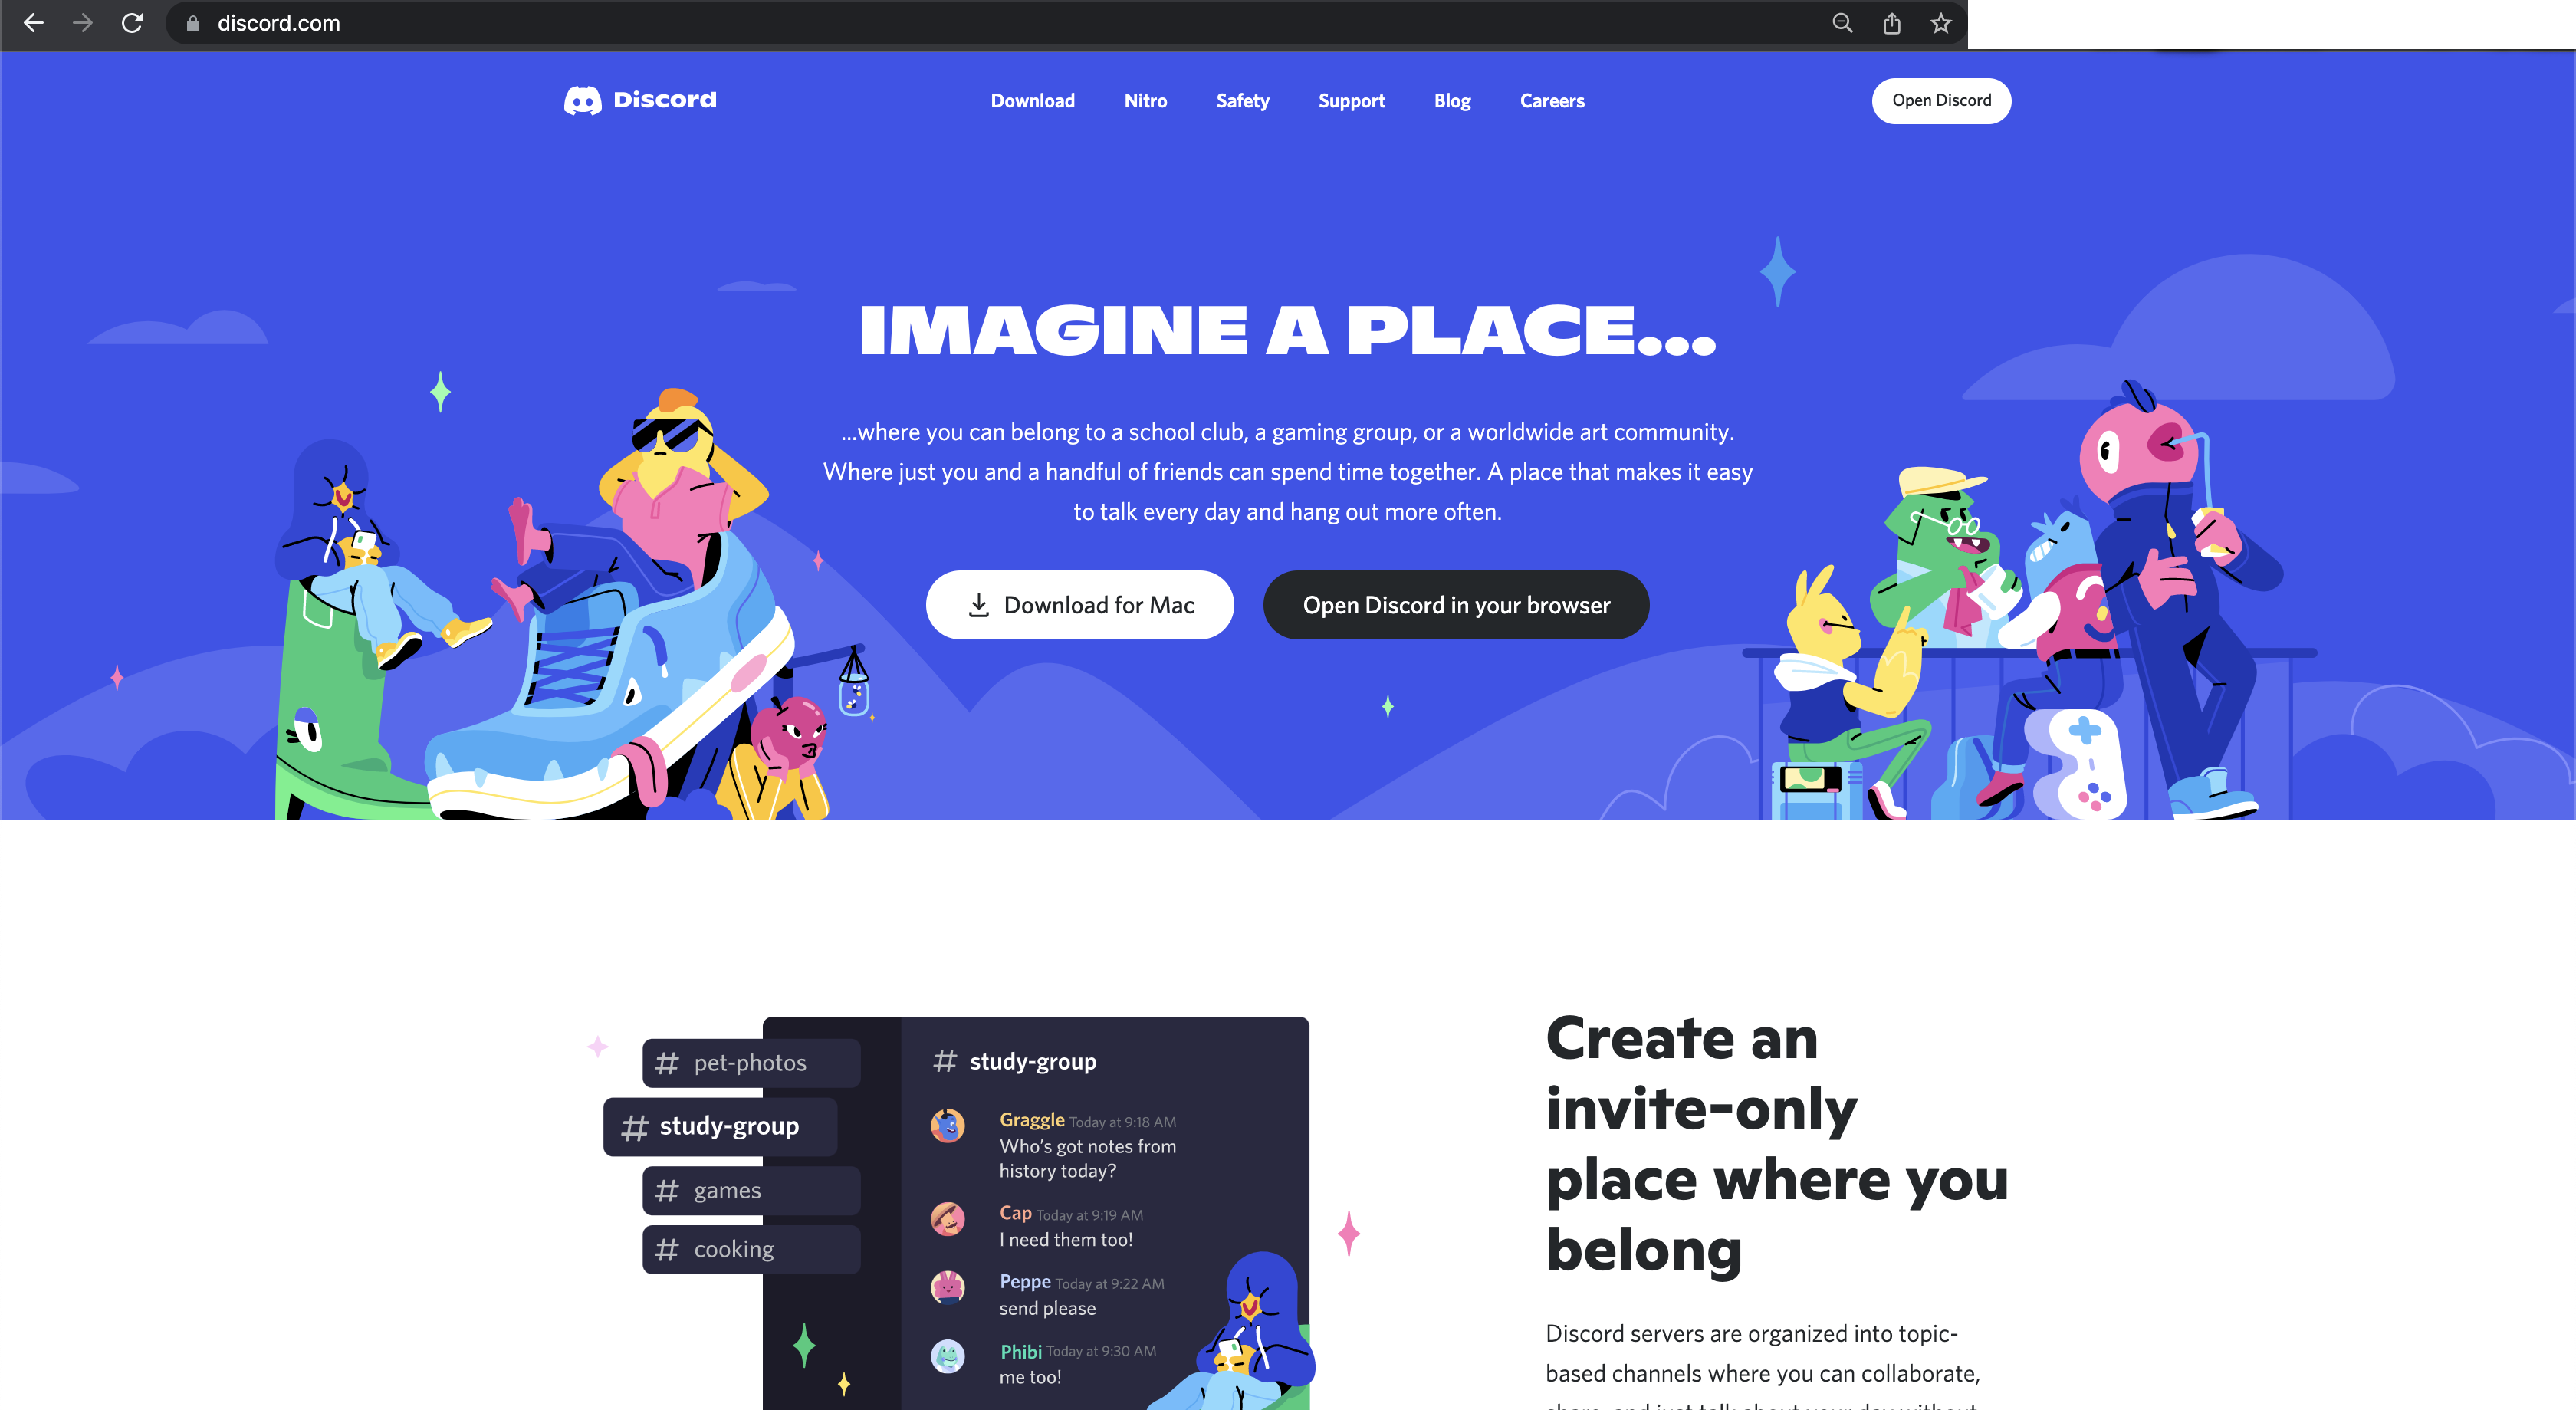 discord.com
Discord
Download Nitro Safety Support Blog Careers
Open Discord
IMAGINE A PLACE...
...where you can belong to a school club, a gaming group, or a worldwide art community.
Where just you and a handful of friends can spend time together. A place that makes it easy
to talk every day and hang out more often.
Download for Mac
Open Discord in your browser
# pet-photos
# study-group
# games
# cooking
# study-group
Graggle Today at 9:18 AM
Who's got notes from
history today?
Cap Today at 9:19 AM
I need them too!
Peppe Today at 9:22 AM
send please
Phibi Today at 9:30 AM
me too!
Create an
invite-only
place where you
belong
Discord servers are organized into topic-
based channels where you can collaborate,